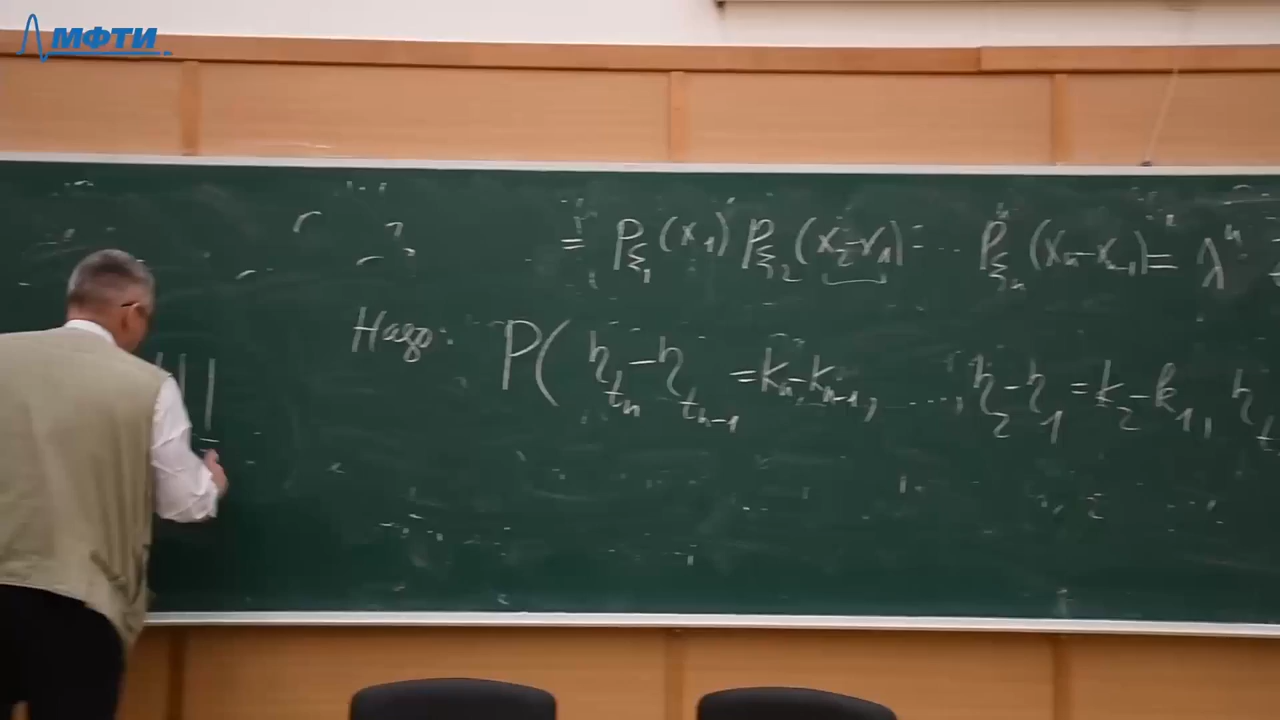 МФТИ
= P_{ξ_1}(x_1) P_{ξ_2}(x_2-x_1)· ... P_{ξ_n}(x_n-x_{n-1}) = λ^n
Надо: P( η_{t_n} - η_{t_{n-1}} = k_n - k_{n-1}, ..., η_2 - η_1 = k_2 - k_1, η_t